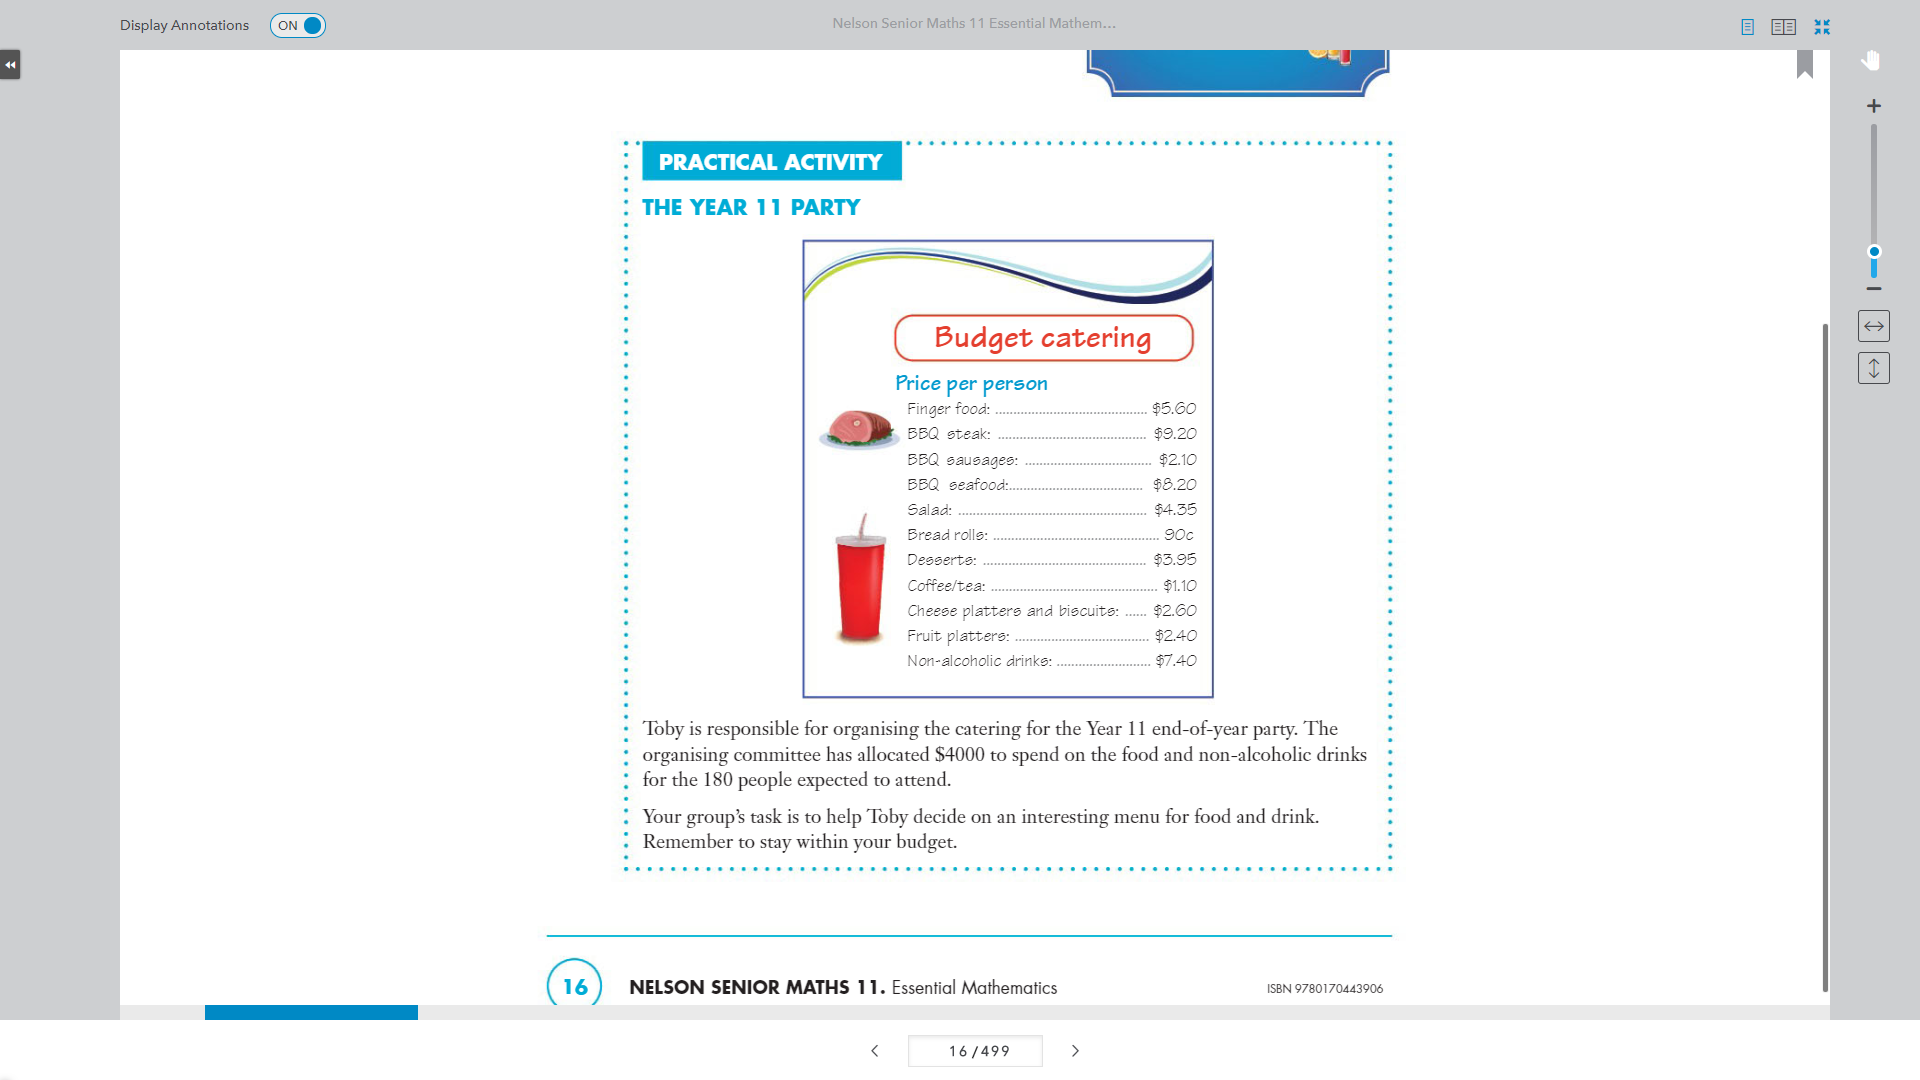 Display Annotations
ON
Nelson Senior Maths 11 Essential Mathem...
PRACTICAL ACTIVITY
THE YEAR 11 PARTY
Budget catering
Price per person
Finger food: ........................................ $5.60
BBQ steak: ....................................... $9.20
BBQ sausages: .................................. $2.10
BBQ seafood:.................................... $8.20
Salad: .................................................. $4.35
Bread rolls: ............................................ 90c
Desserts: ........................................... $3.95
Coffee/tea: ............................................ $1.10
Cheese platters and biscuits: ...... $2.60
Fruit platters: .................................... $2.40
Non-alcoholic drinks: ......................... $7.40
Toby is responsible for organising the catering for the Year 11 end-of-year party. The
organising committee has allocated $4000 to spend on the food and non-alcoholic drinks
for the 180 people expected to attend.
Your group's task is to help Toby decide on an interesting menu for food and drink.
Remember to stay within your budget.
16
NELSON SENIOR MATHS 11. Essential Mathematics
ISBN 9780170443906
16 / 499